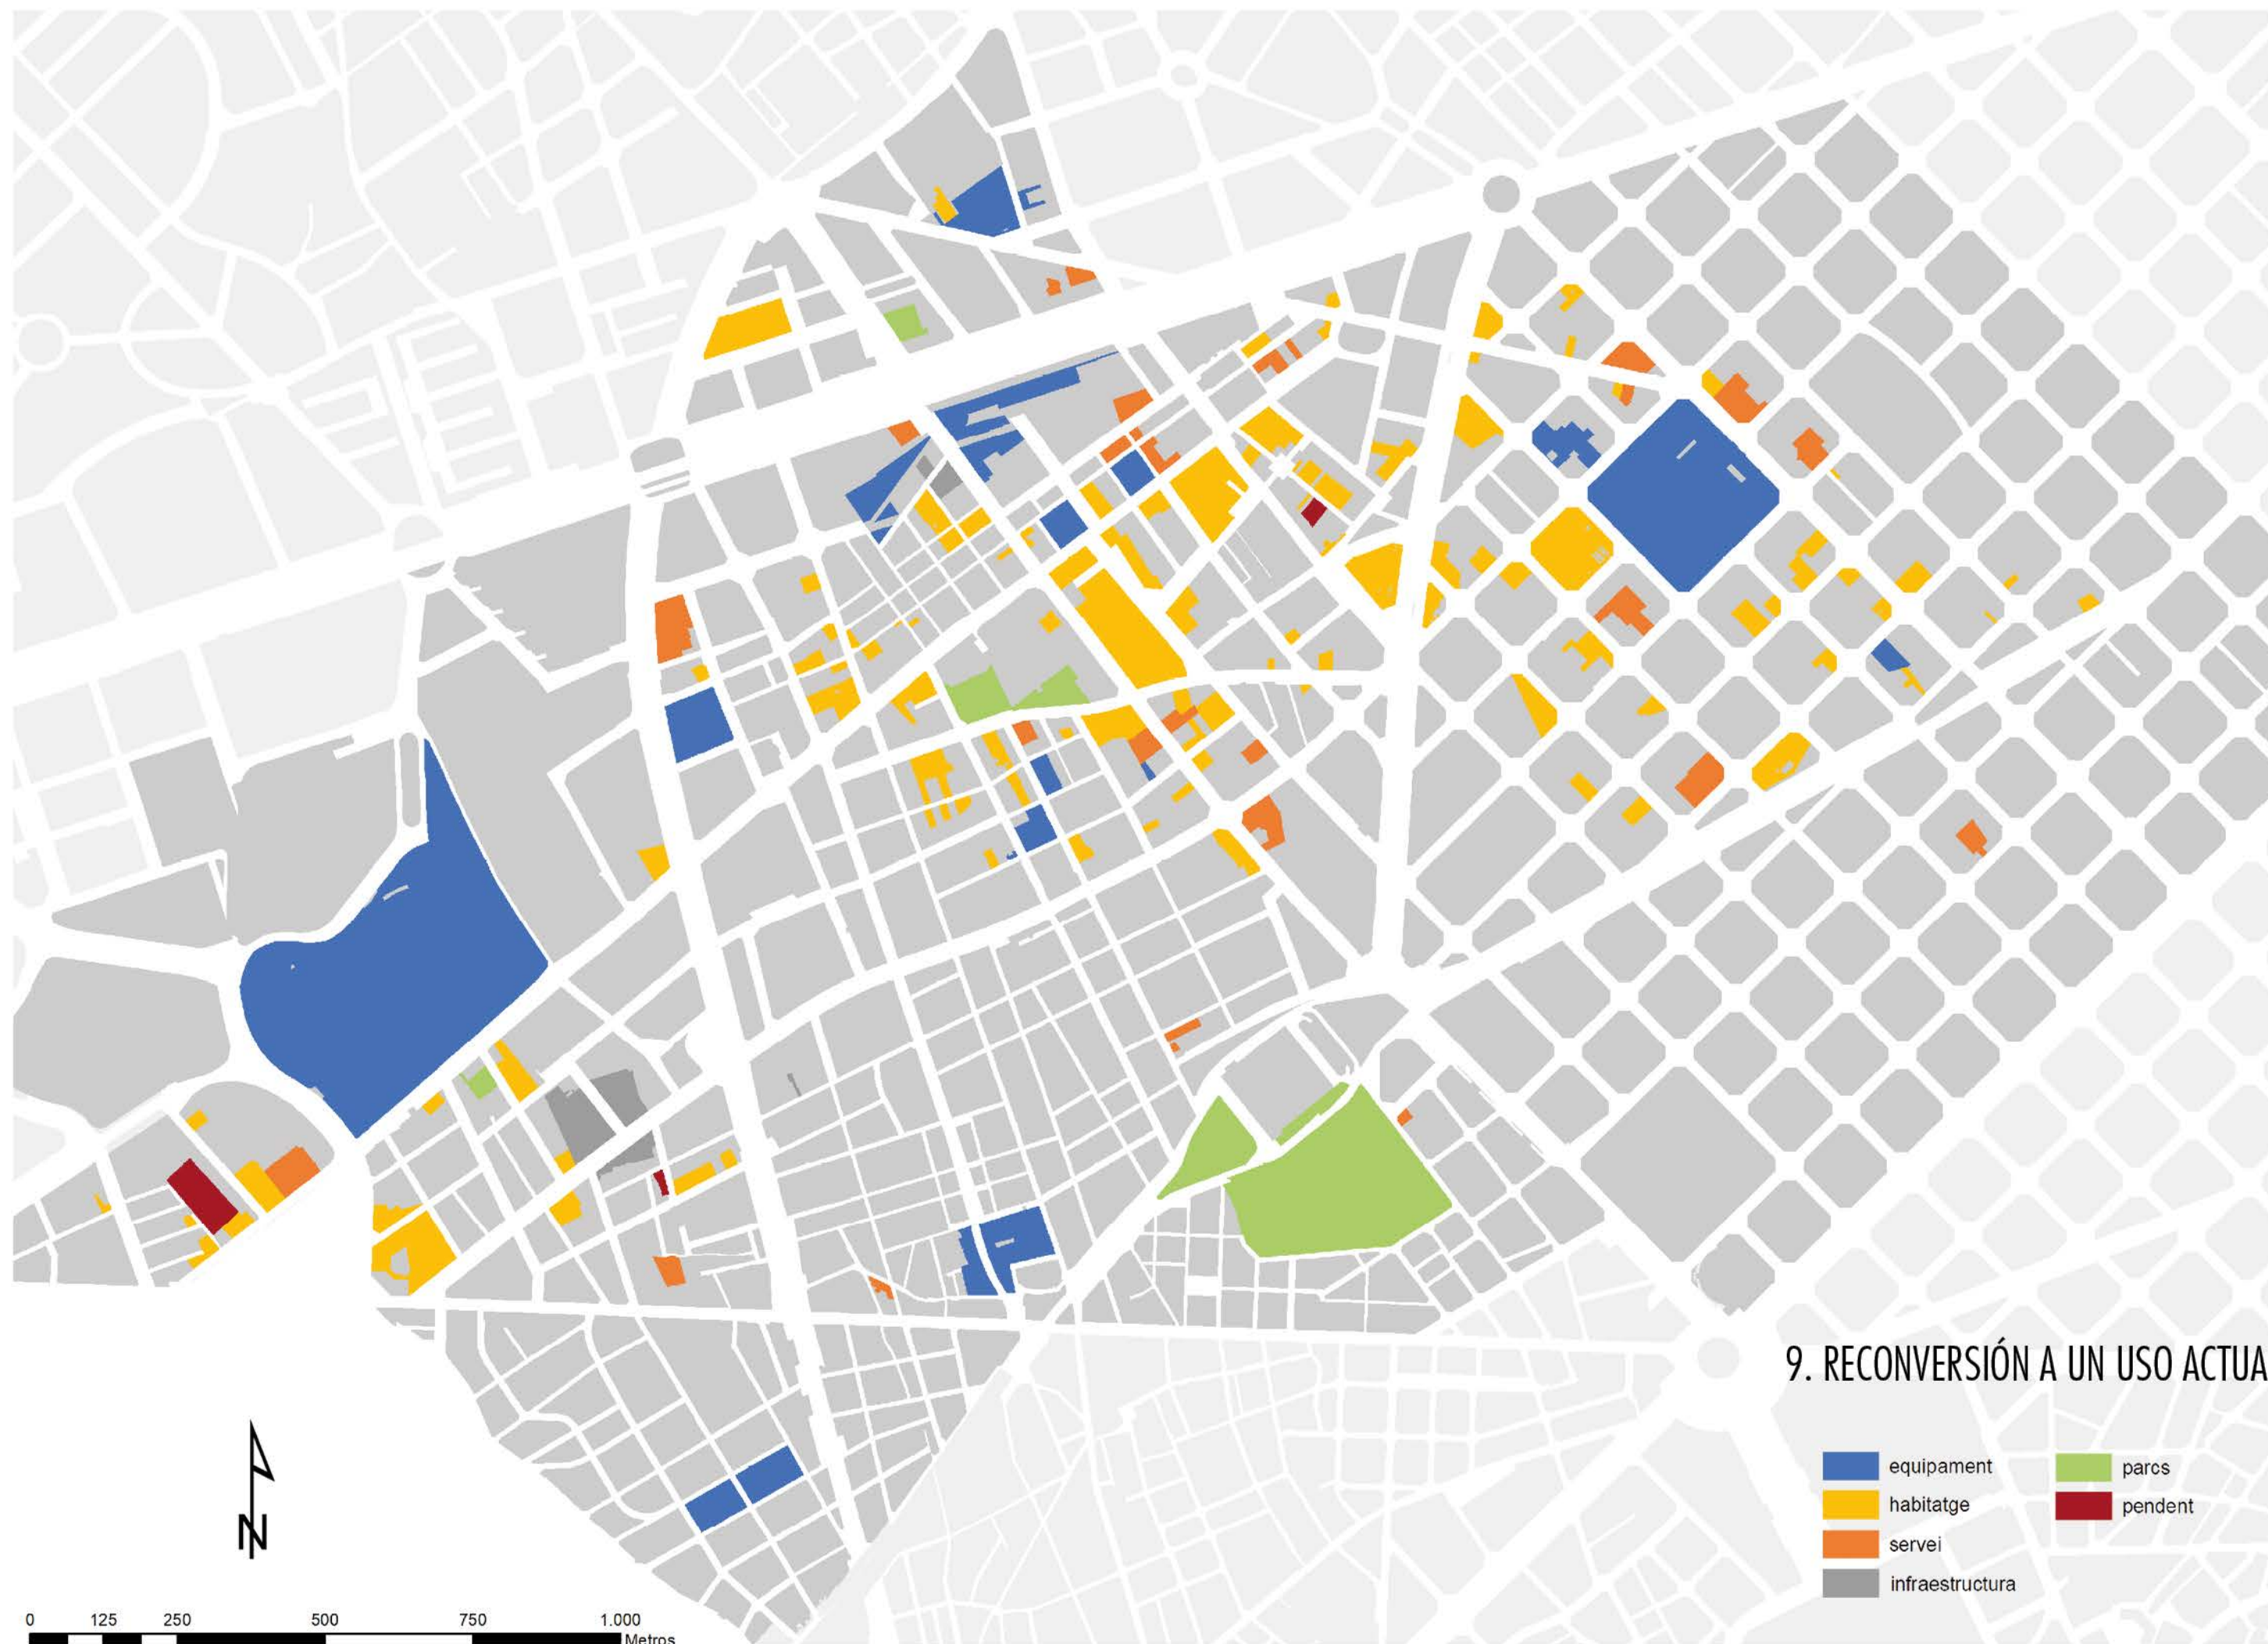 9. RECONVERSIÓN A UN USO ACTUA
equipament
habitatge
servei
infraestructura
parcs
pendent
N
0 125 250 500 750 1.000
Metros